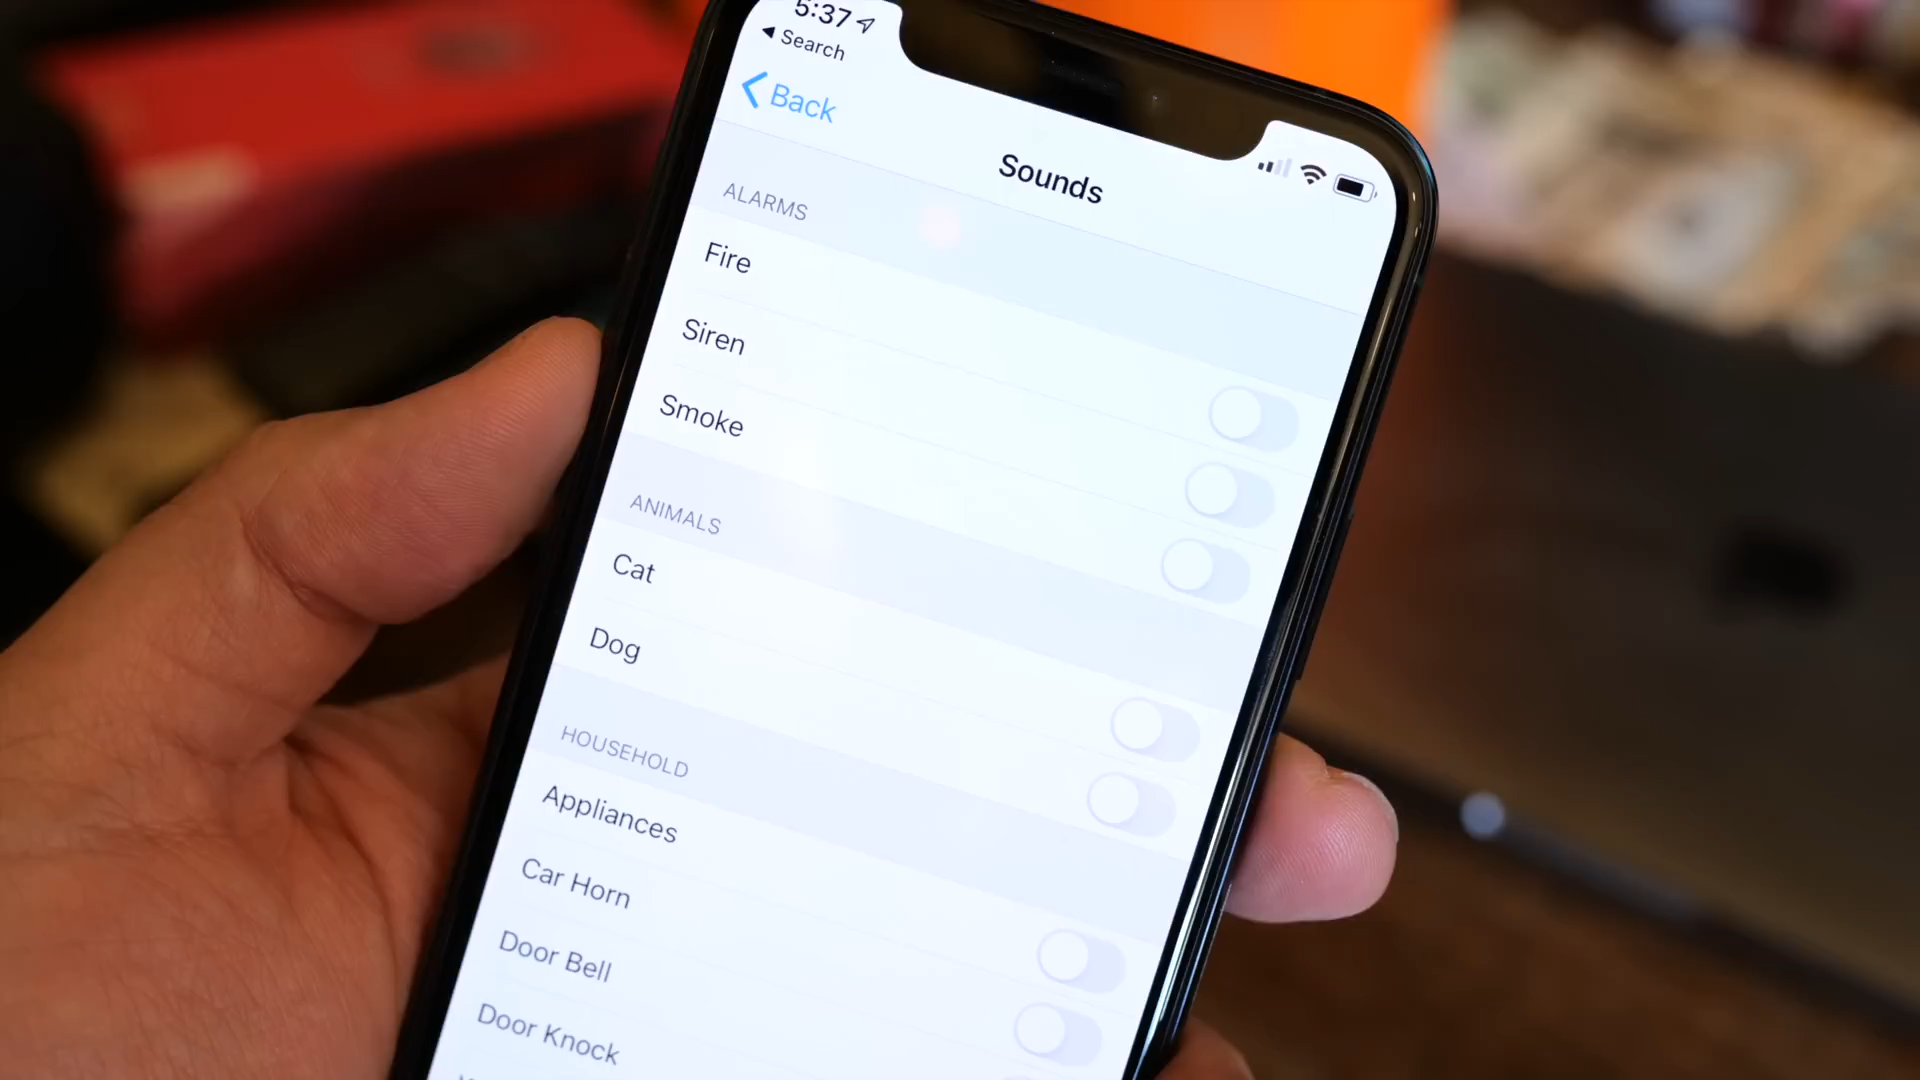 5:37
◀ Search
Back
Sounds
ALARMS
Fire
Siren
Smoke
ANIMALS
Cat
Dog
HOUSEHOLD
Appliances
Car Horn
Door Bell
Door Knock